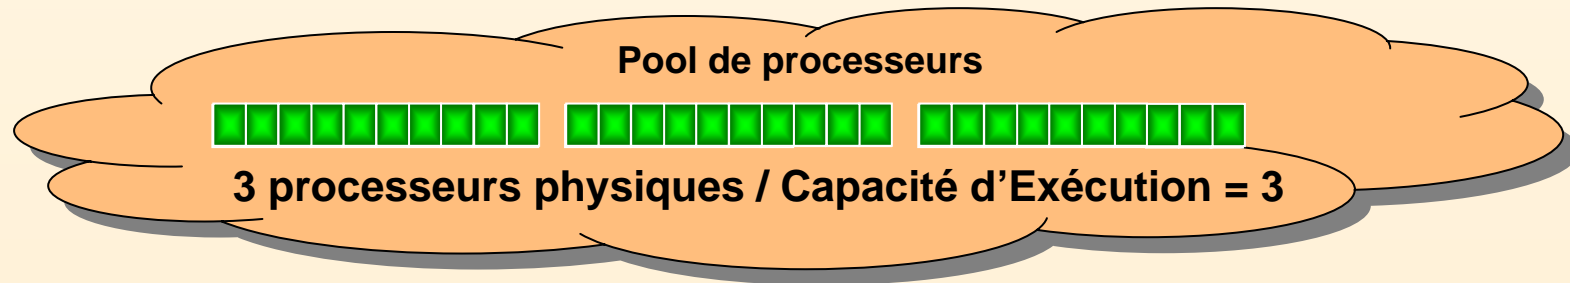 Pool de processeurs
3 processeurs physiques / Capacité d’Exécution = 3